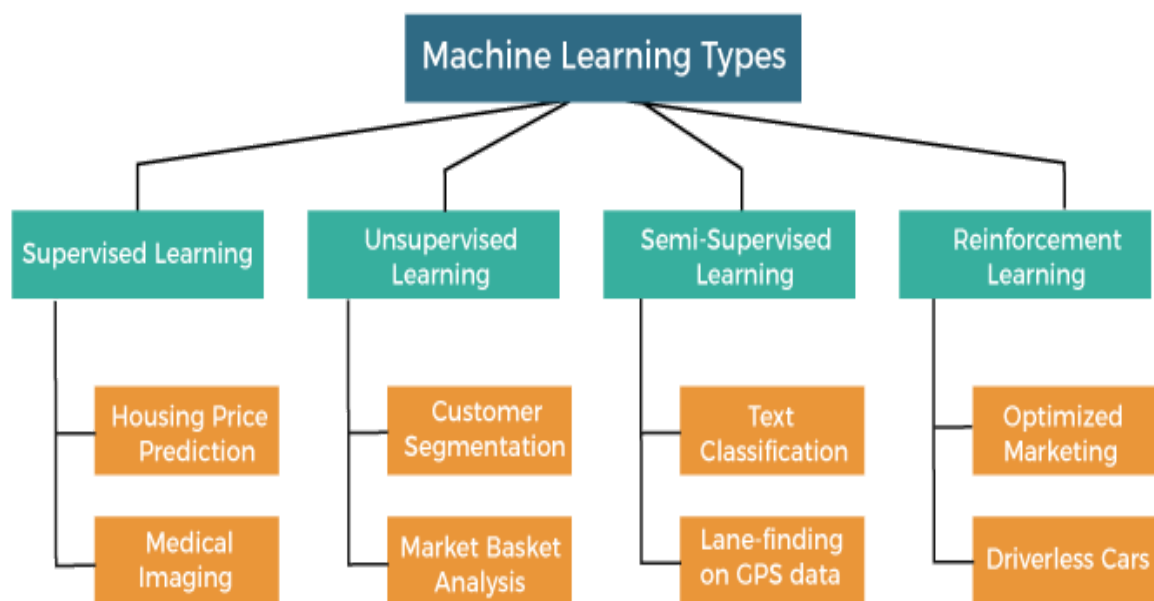 Machine Learning Types
Supervised Learning
Unsupervised
Learning
Semi-Supervised
Learning
Reinforcement
Learning
Housing Price
Prediction
Medical
Imaging
Customer
Segmentation
Market Basket
Analysis
Text
Classification
Lane-finding
on GPS data
Optimized
Marketing
Driverless Cars